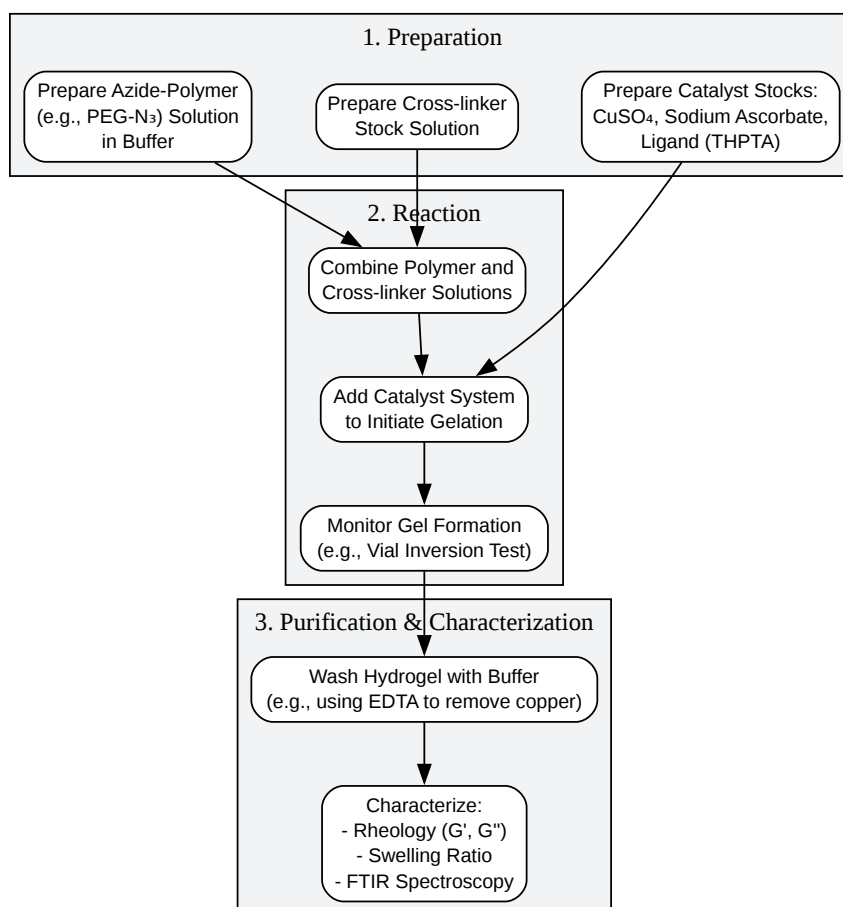 1. Preparation
Prepare Azide-Polymer
(e.g., PEG-N₃) Solution
in Buffer
Prepare Cross-linker
Stock Solution
Prepare Catalyst Stocks:
CuSO₄, Sodium Ascorbate,
Ligand (THPTA)
2. Reaction
Combine Polymer and
Cross-linker Solutions
Add Catalyst System
to Initiate Gelation
Monitor Gel Formation
(e.g., Vial Inversion Test)
3. Purification & Characterization
Wash Hydrogel with Buffer
(e.g., using EDTA to remove copper)
Characterize:
- Rheology (G', G'')
- Swelling Ratio
- FTIR Spectroscopy